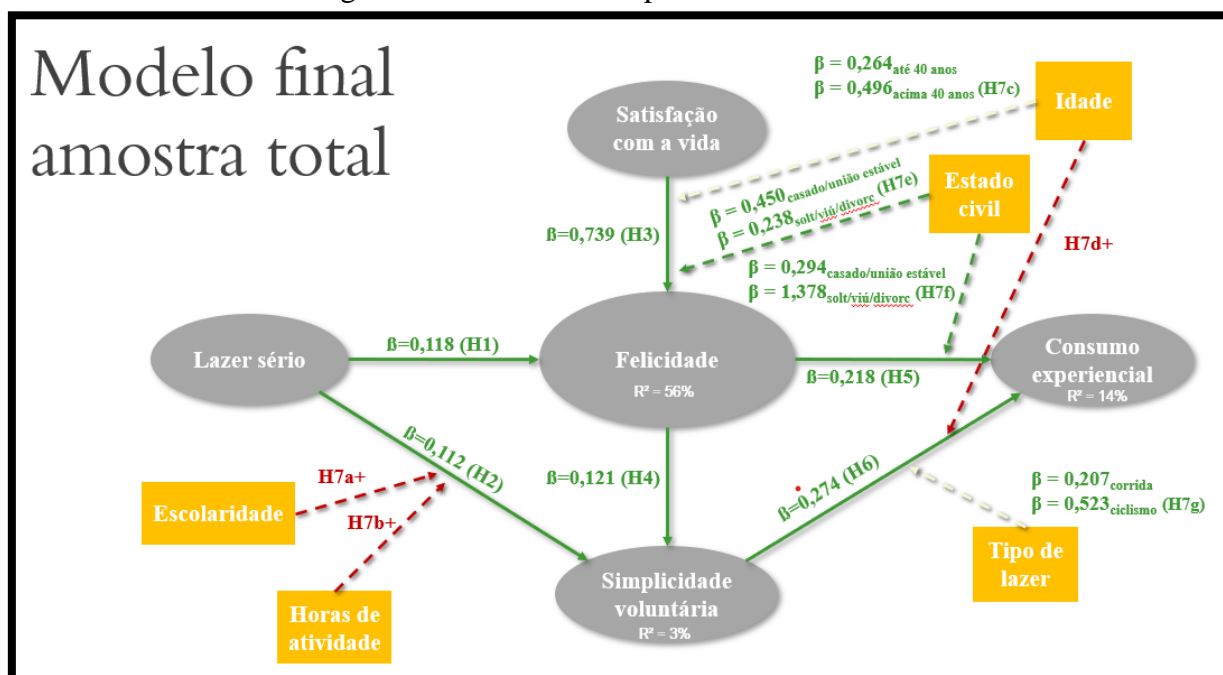 Modelo final
amostra total
β = 0,264até 40 anos
β = 0,496acima 40 anos (H7c)
Idade
Satisfação
com a vida
β = 0,450casado/união estável
β = 0,238solt/viú/divorc (H7e)
Estado
civil
ß=0,739 (H3)
H7d+
β = 0,294casado/união estável
β = 1,378solt/viú/divorc (H7f)
Lazer sério
ß=0,118 (H1)
Felicidade
R² = 56%
ß=0,218 (H5)
Consumo
experiencial
R² = 14%
ß=0,112 (H2)
H7a+
Escolaridade
H7b+
ß=0,121 (H4)
ß=0,274 (H6)
β = 0,207corrida
β = 0,523ciclismo (H7g)
Tipo de
lazer
Simplicidade
voluntária
R² = 3%
Horas de
atividade